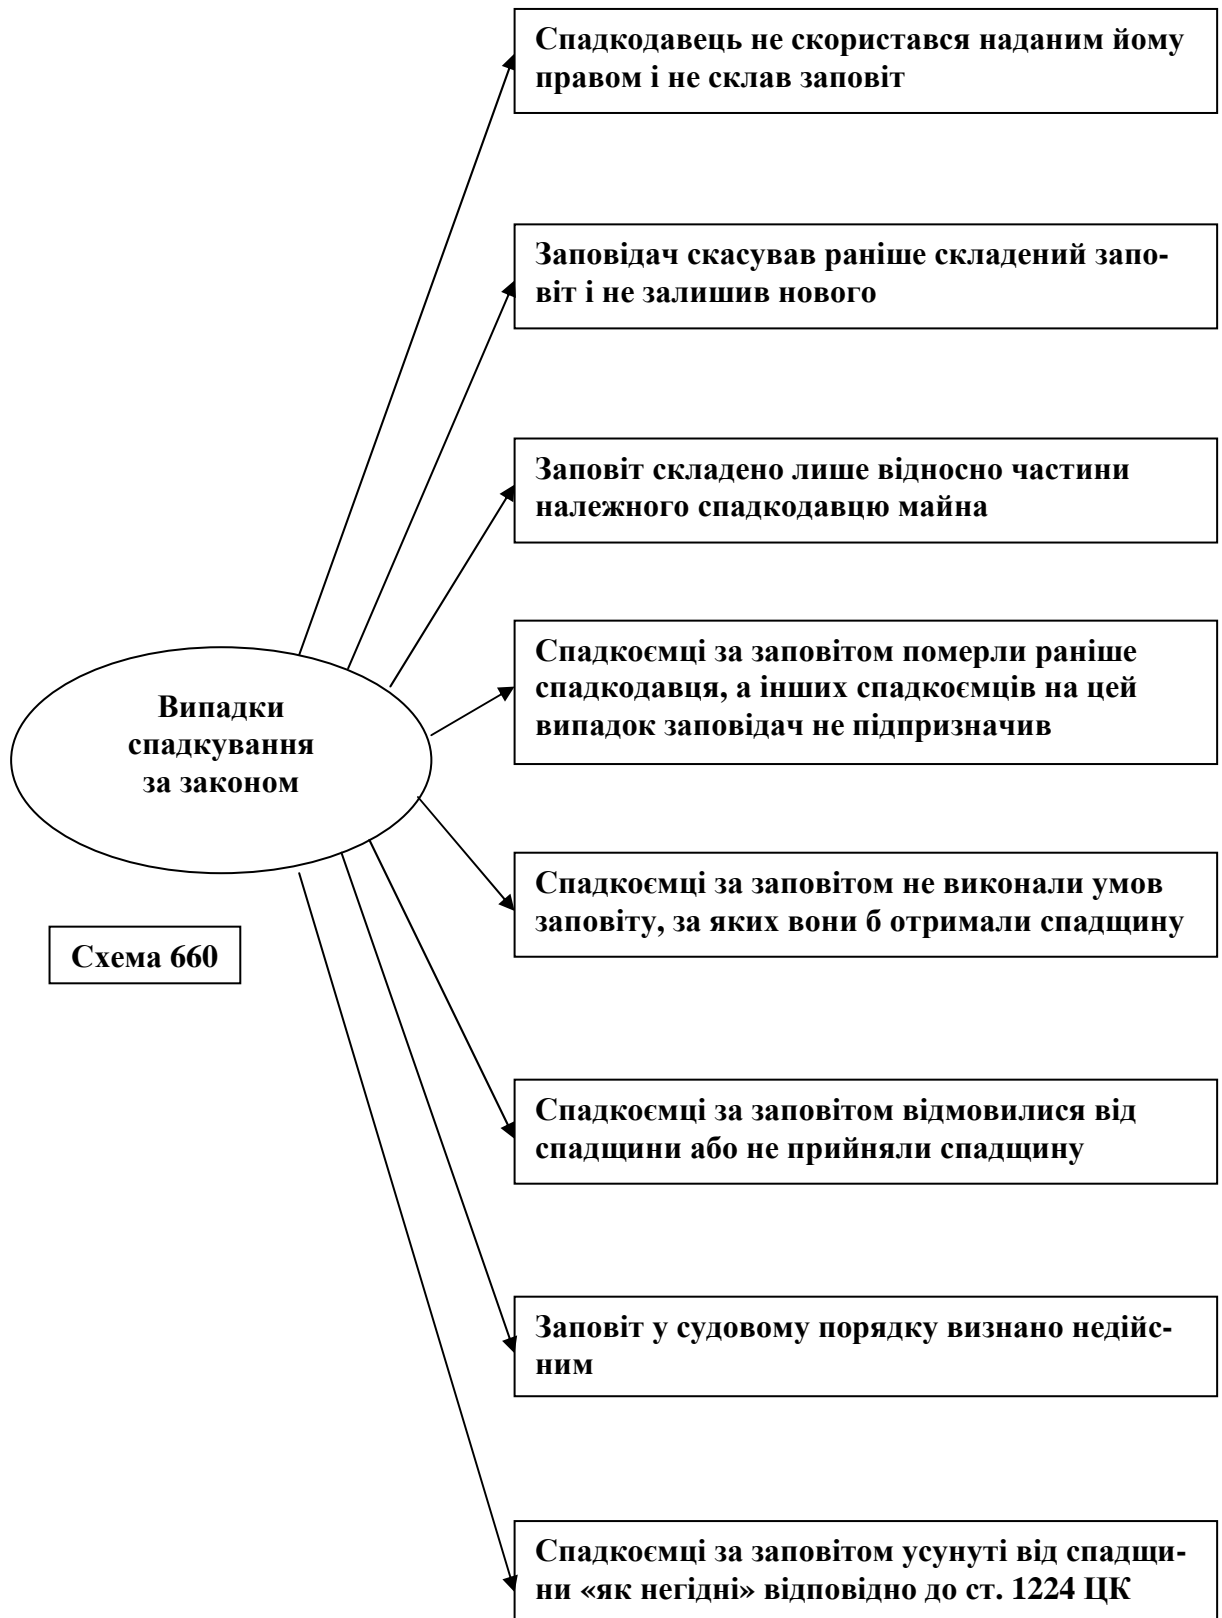 Спадкодавець не скористався наданим йому
правом і не склав заповіт
Заповідач скасував раніше складений запо-
віт і не залишив нового
Заповіт складено лише відносно частини
належного спадкодавцю майна
Спадкоємці за заповітом померли раніше
спадкодавця, а інших спадкоємців на цей
випадок заповідач не підпризначив
Випадки
спадкування
за законом
Спадкоємці за заповітом не виконали умов
заповіту, за яких вони б отримали спадщину
Схема 660
Спадкоємці за заповітом відмовилися від
спадщини або не прийняли спадщину
Заповіт у судовому порядку визнано недійс-
ним
Спадкоємці за заповітом усунуті від спадщи-
ни «як негідні» відповідно до ст. 1224 ЦК